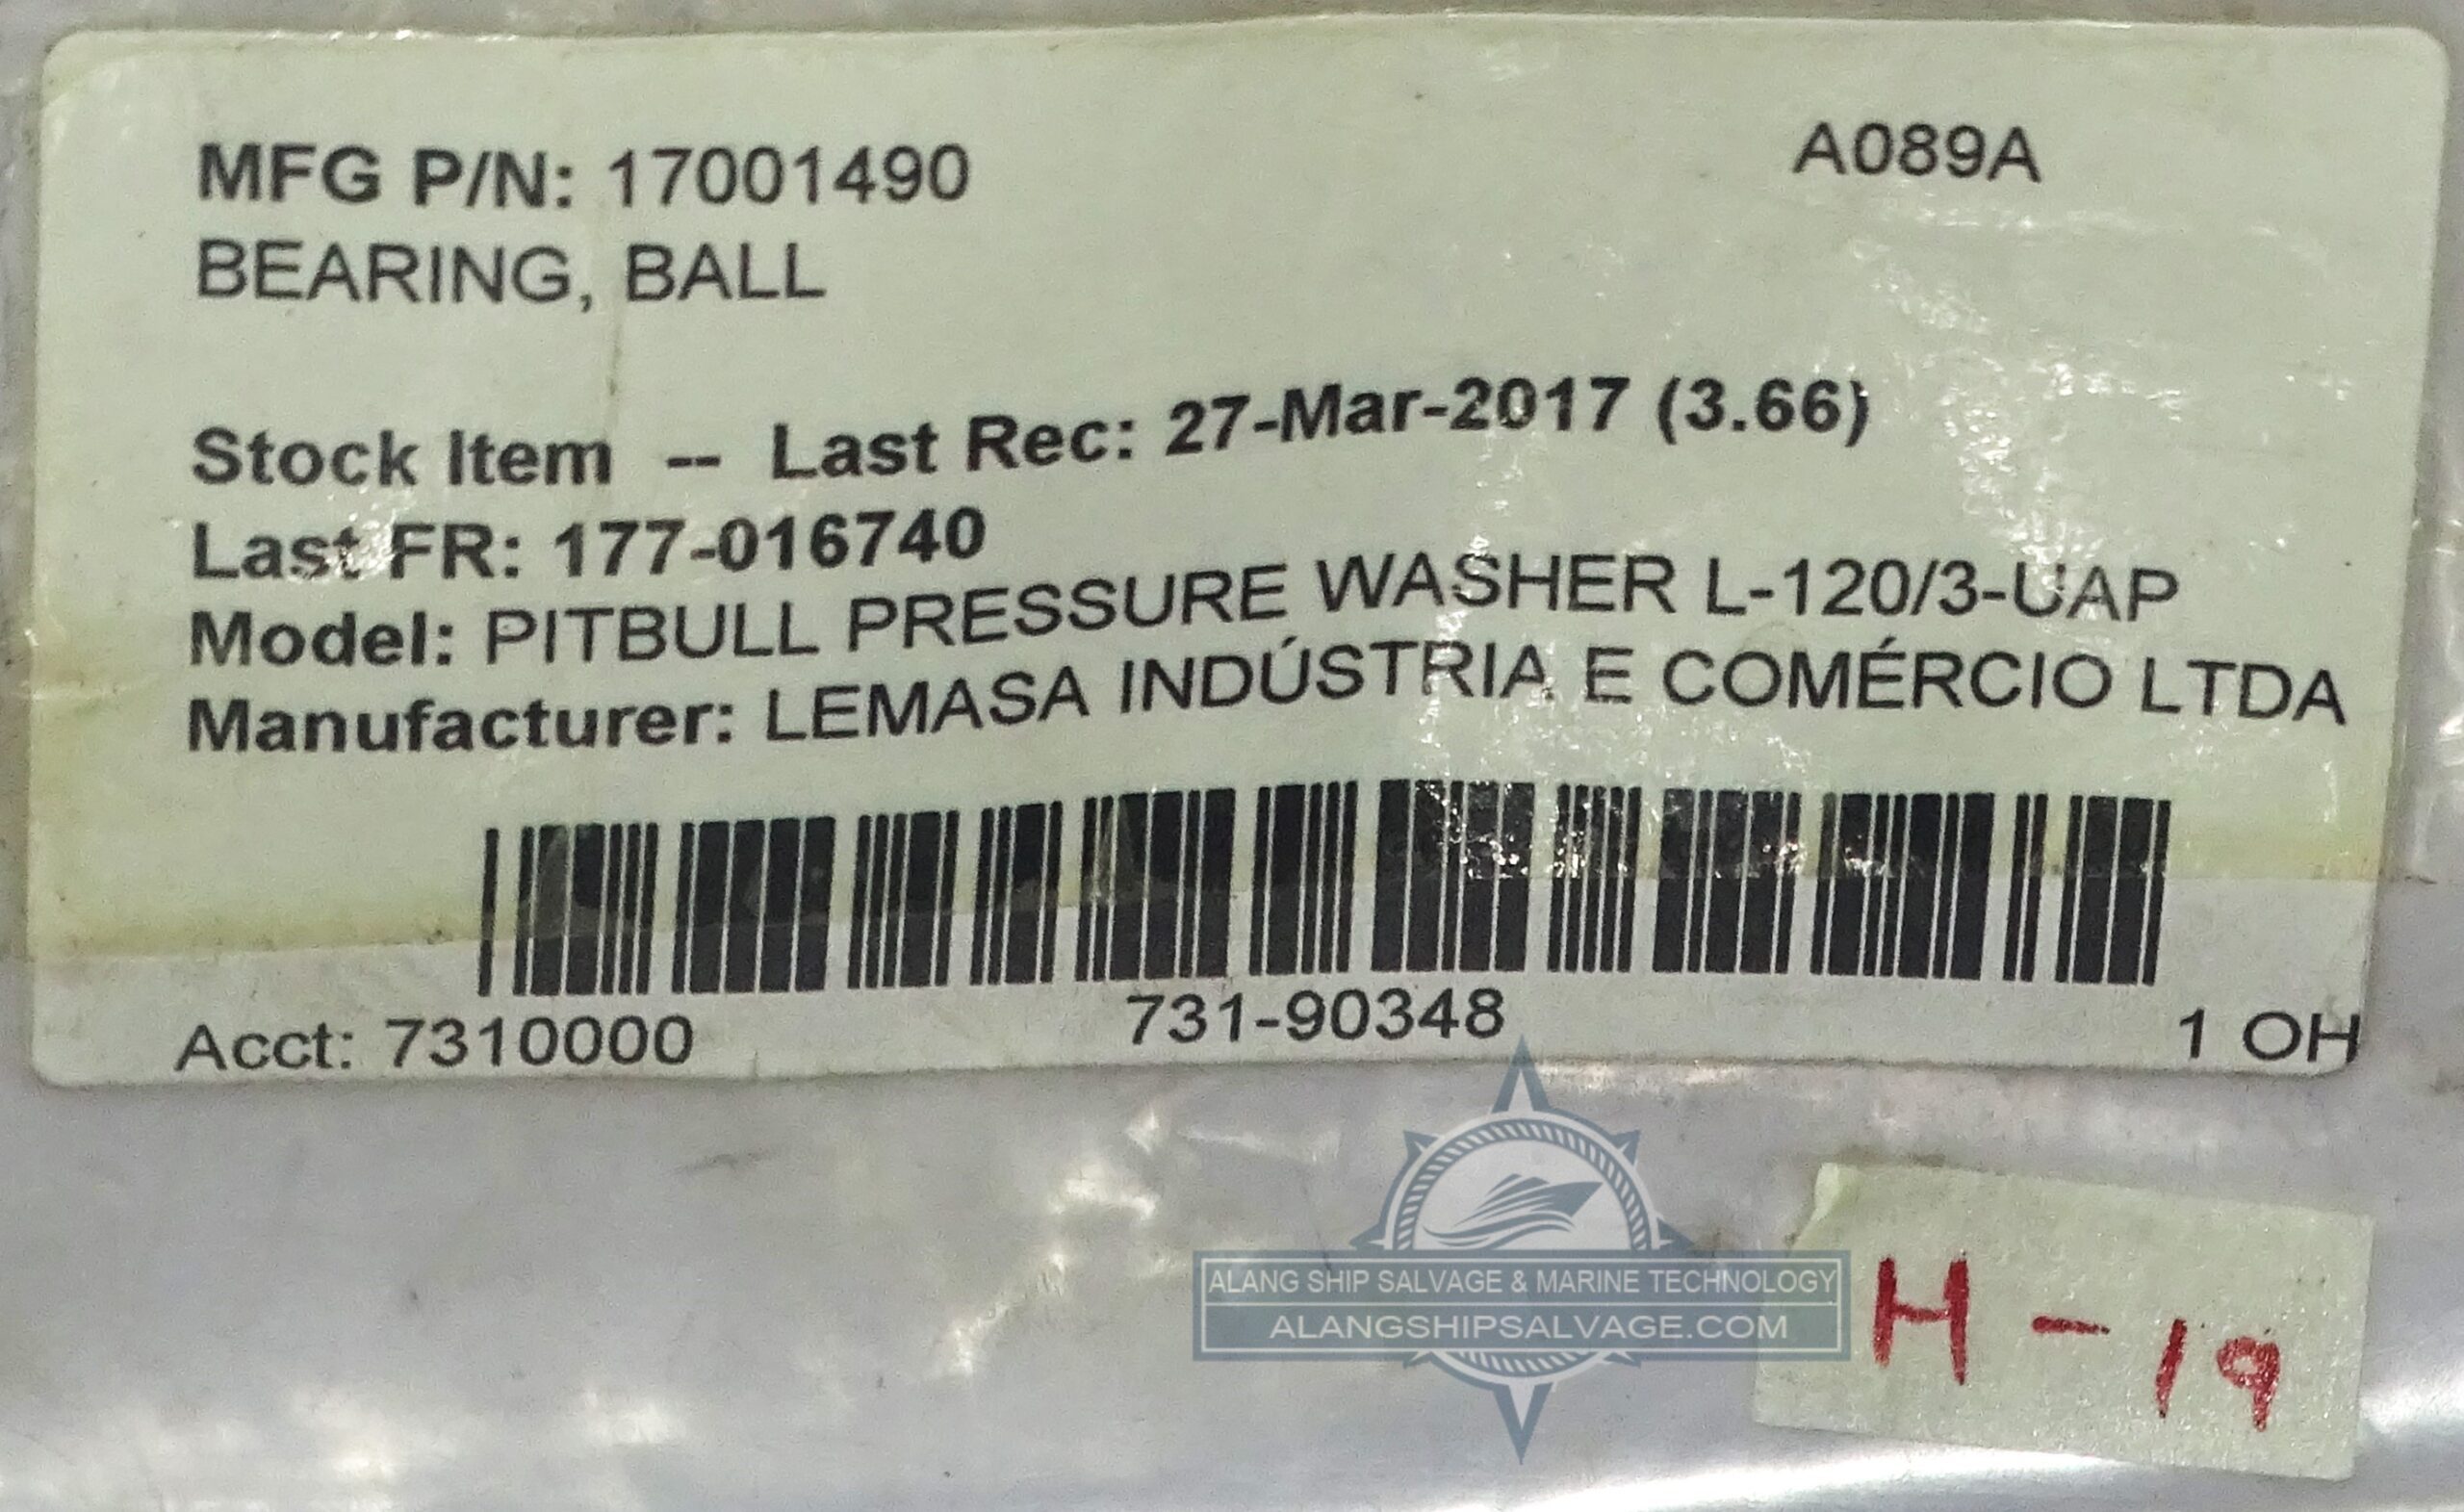 MFG P/N: 17001490
A089A
BEARING, BALL
Stock Item -- Last Rec: 27-Mar-2017 (3.66)
Last FR: 177-016740
Model: PITBULL PRESSURE WASHER L-120/3-UAP
Manufacturer: LEMASA INDÚSTRIA E COMÉRCIO LTDA
731-90348
Acct: 7310000
1 OH
ALANG SHIP SALVAGE & MARINE TECHNOLOGY
ALANGSHIPSALVAGE.COM
H - 19